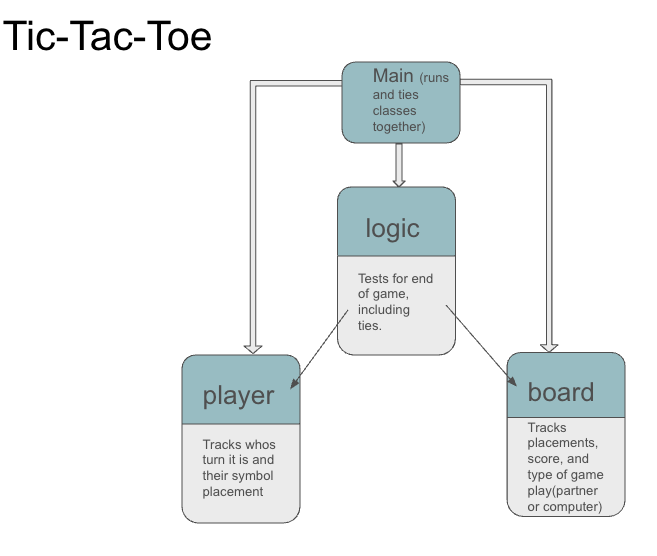 Tic-Tac-Toe
Main (runs
and ties
classes
together)
logic
Tests for end
of game,
including
ties.
player
Tracks whos
turn it is and
their symbol
placement
board
Tracks
placements,
score, and
type of game
play(partner
or computer)